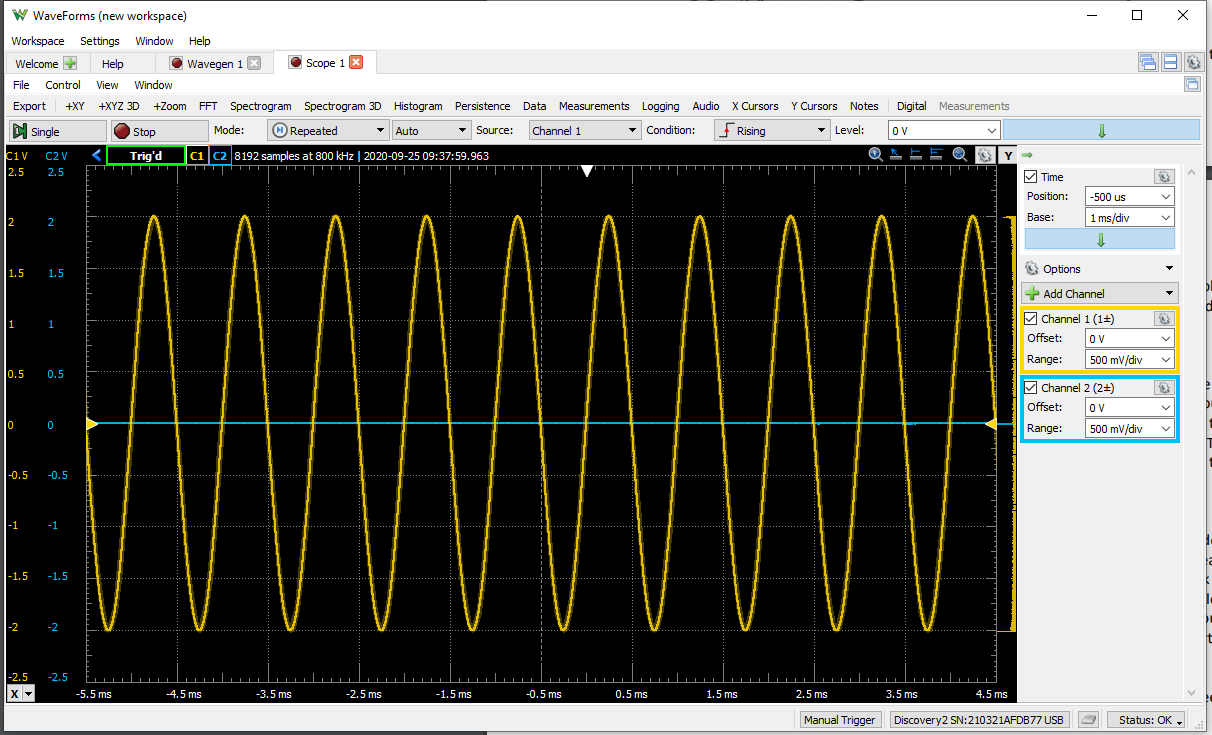 WaveForms (new workspace)
Workspace Settings Window Help
Welcome Help Wavegen 1 Scope 1
File Control View Window
Export +XY +XYZ 3D +Zoom FFT Spectrogram Spectrogram 3D Histogram Persistence Data Measurements Logging Audio X Cursors Y Cursors Notes Digital Measurements
Single Stop Mode: Repeated Auto Source: Channel 1 Condition: Rising Level: 0 V
C1 V C2 V Trig'd C1 C2 8192 samples at 800 kHz | 2020-09-25 09:37:59.963 Y
2.5 2.5
2 2
1.5 1.5
1 1
0.5 0.5
0 0
-0.5 -0.5
-1 -1
-1.5 -1.5
-2 -2
-2.5 -2.5
X -5.5 ms -4.5 ms -3.5 ms -2.5 ms -1.5 ms -0.5 ms 0.5 ms 1.5 ms 2.5 ms 3.5 ms 4.5 ms
Time
Position: -500 us
Base: 1 ms/div
Options
Add Channel
Channel 1 (1±)
Offset: 0 V
Range: 500 mV/div
Channel 2 (2±)
Offset: 0 V
Range: 500 mV/div
Manual Trigger Discovery2 SN:210321AFDB77 USB Status: OK